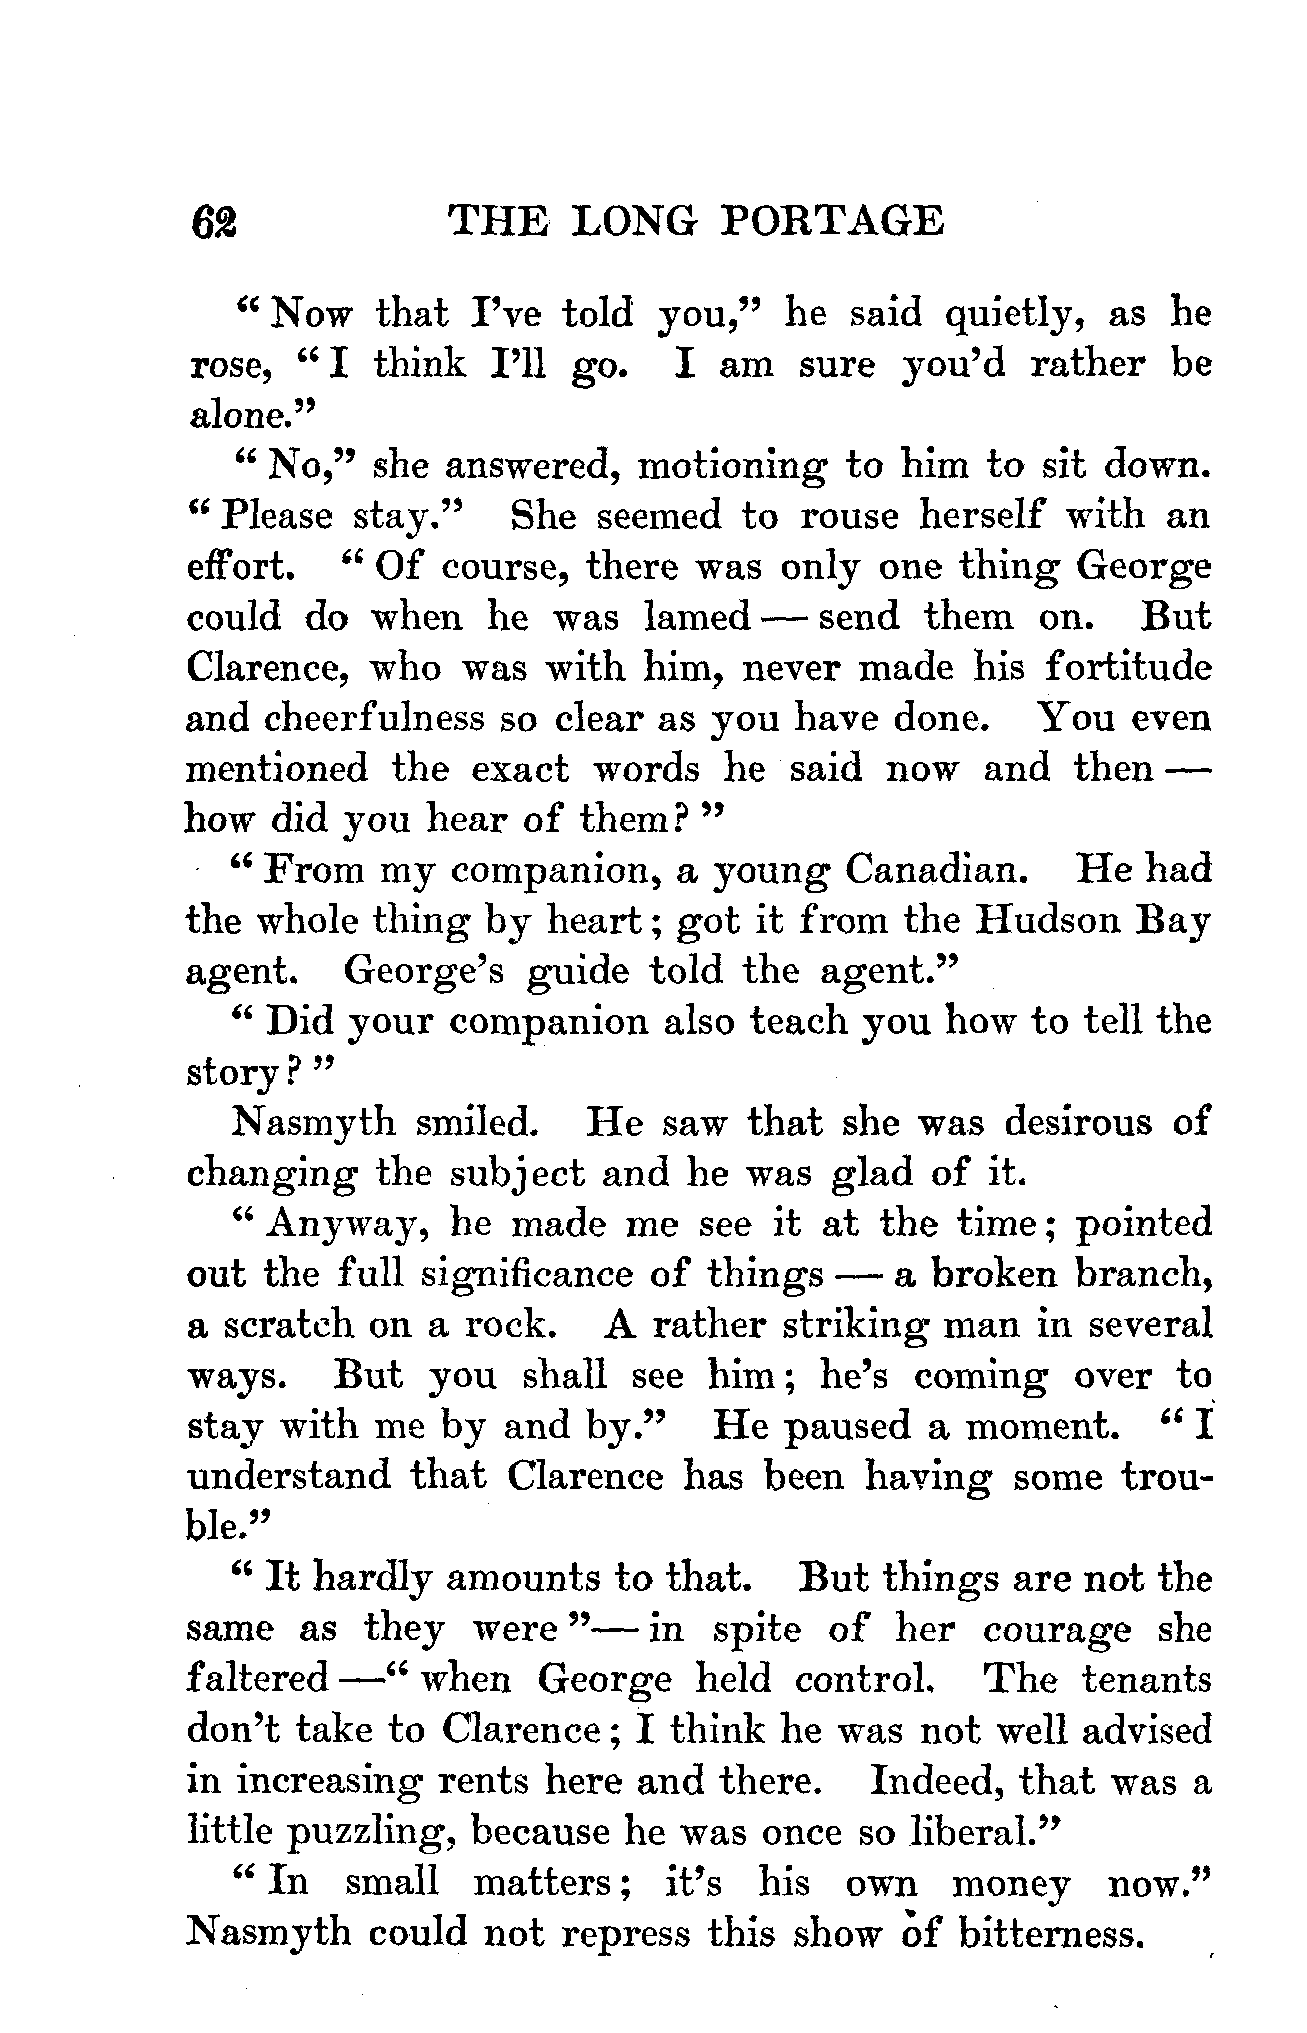 62 THE LONG PORTAGE
“Now that I’ve told you,” he said quietly, as he
rose, “I think I’ll go. I am sure you’d rather be
alone.”
“No,” she answered, motioning to him to sit down.
“Please stay.” She seemed to rouse herself with an
effort. “Of course, there was only one thing George
could do when he was lamed — send them on. But
Clarence, who was with him, never made his fortitude
and cheerfulness so clear as you have done. You even
mentioned the exact words he said now and then —
how did you hear of them?”
“From my companion, a young Canadian. He had
the whole thing by heart; got it from the Hudson Bay
agent. George’s guide told the agent.”
“Did your companion also teach you how to tell the
story?”
Nasmyth smiled. He saw that she was desirous of
changing the subject and he was glad of it.
“Anyway, he made me see it at the time; pointed
out the full significance of things — a broken branch,
a scratch on a rock. A rather striking man in several
ways. But you shall see him; he’s coming over to
stay with me by and by.” He paused a moment. “I
understand that Clarence has been having some trou-
ble.”
“It hardly amounts to that. But things are not the
same as they were”— in spite of her courage she
faltered —“when George held control. The tenants
don’t take to Clarence; I think he was not well advised
in increasing rents here and there. Indeed, that was a
little puzzling, because he was once so liberal.”
“In small matters; it’s his own money now.”
Nasmyth could not repress this show of bitterness.